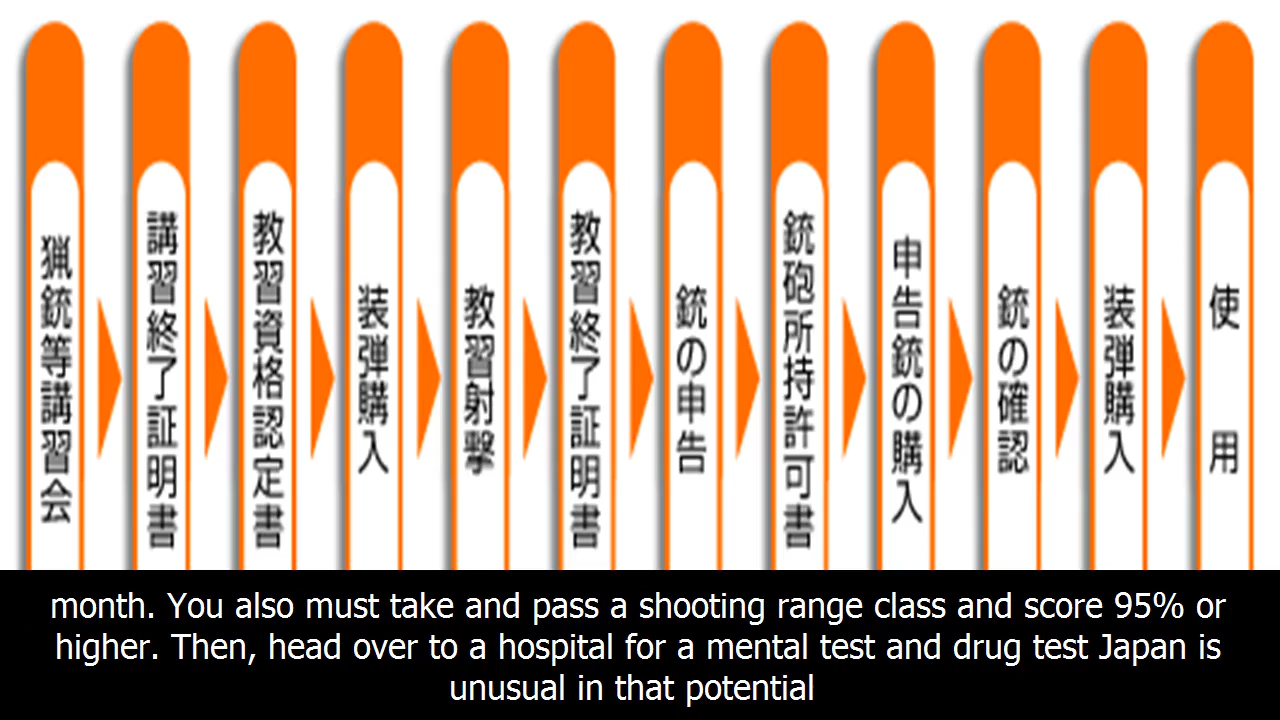 猟銃等講習会
講習終了証明書
教習資格認定書
装弾購入
教習射撃
教習終了証明書
銃の申告
銃砲所持許可書
申告銃の購入
銃の確認
装弾購入
使用
month. You also must take and pass a shooting range class and score 95% or
higher. Then, head over to a hospital for a mental test and drug test Japan is
unusual in that potential